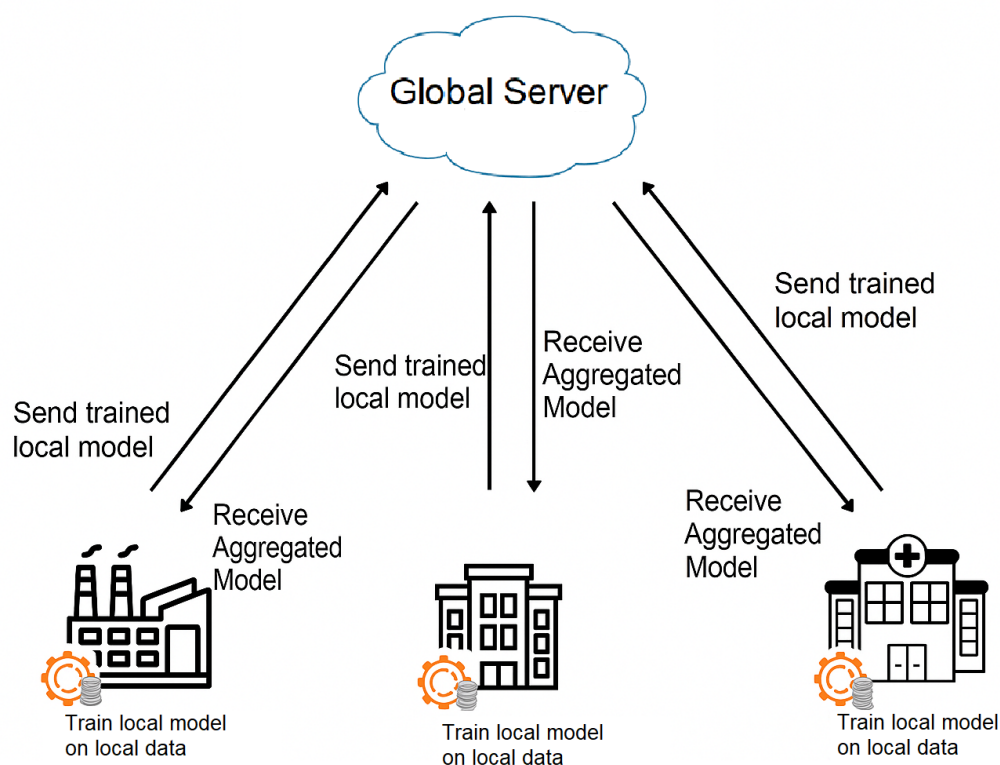 Global Server
Send trained
local model
Receive
Aggregated
Model
Send trained
local model
Receive
Aggregated
Model
Send trained
local model
Receive
Aggregated
Model
Train local model
on local data
Train local model
on local data
Train local model
on local data